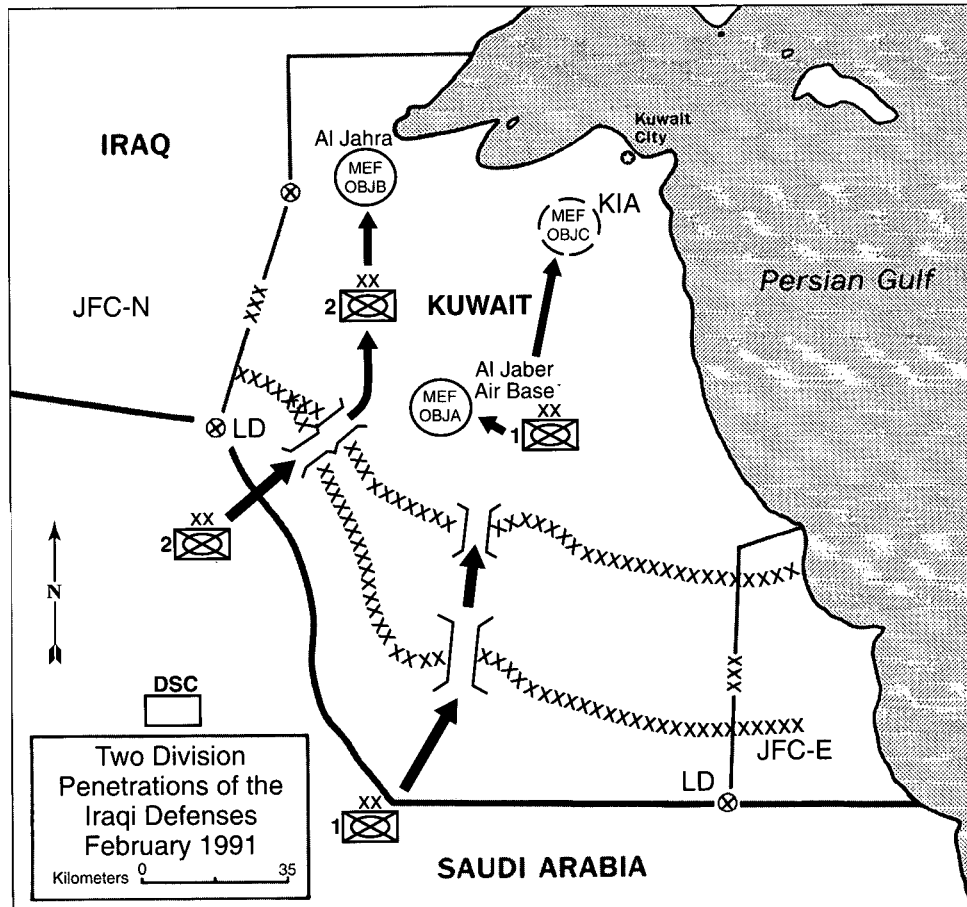 Kuwait
City
IRAQ
Al Jahra
MEF
OBJB
MEF
OBJC
KIA
Persian Gulf
XXX
JFC-N
XX
2
KUWAIT
Al Jaber
Air Base
MEF
OBJA
XX
1
LD
XX
2
N
XXX
DSC
JFC-E
LD
XX
1
Two Division
Penetrations of the
Iraqi Defenses
February 1991
Kilometers 0 35
SAUDI ARABIA